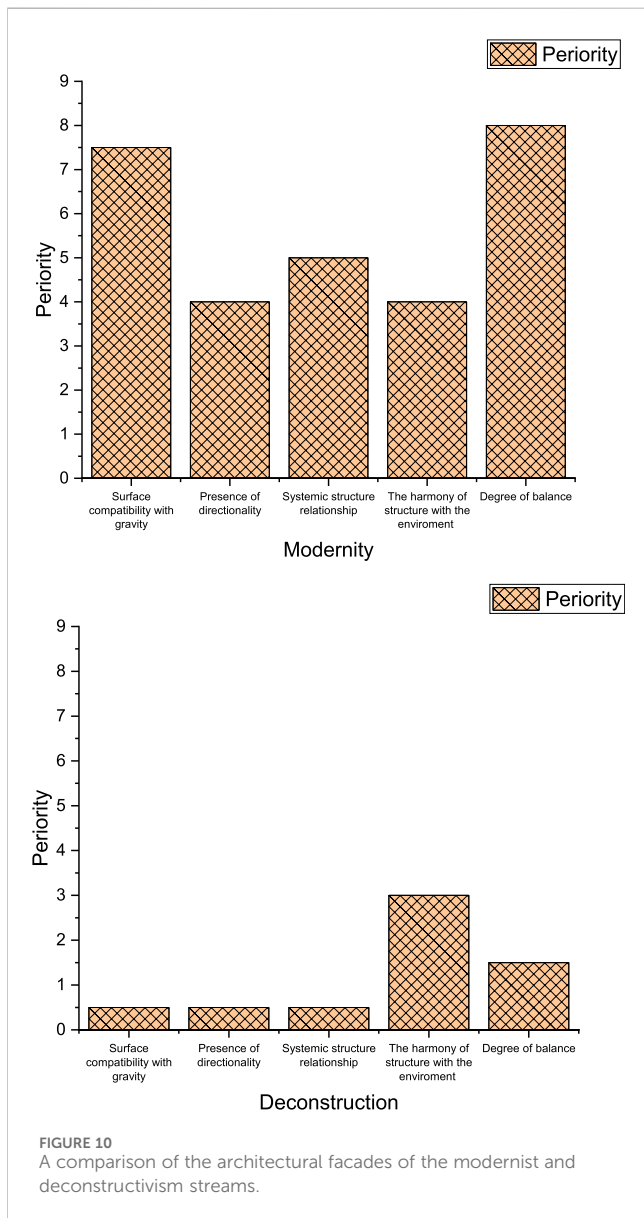 Periority
9
8
7
6
5
4
3
2
1
0
Periority
Surface
compatibility with
gravity
Presence of
directionality
Systemic structure
relationship
The harmony of
structure with the
enviroment
Degree of balance
Modernity
Periority
9
8
7
6
5
4
3
2
1
0
Periority
Surface
compatibility with
gravity
Presence of
directionality
Systemic structure
relationship
The harmony of
structure with the
enviroment
Degree of balance
Deconstruction
FIGURE 10
A comparison of the architectural facades of the modernist and
deconstructivism streams.